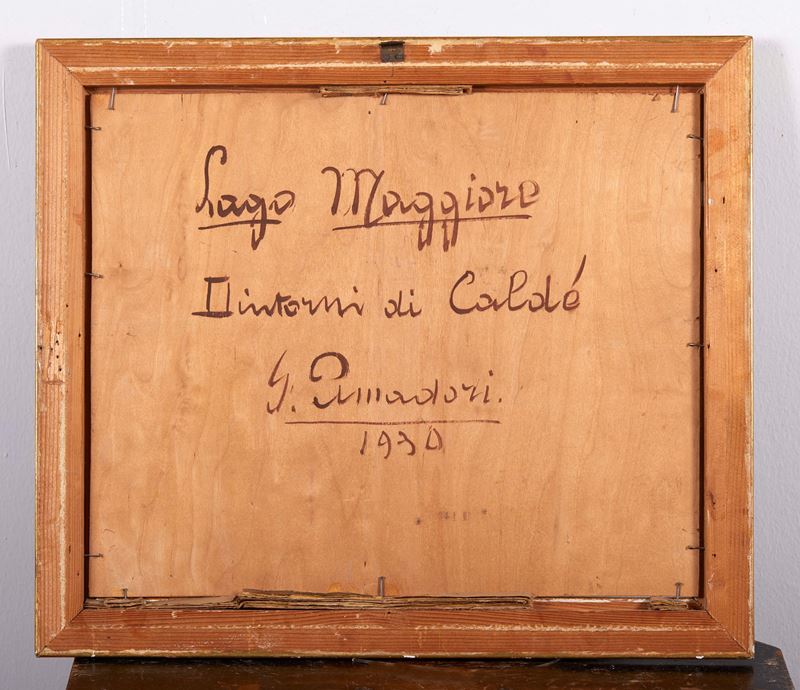 Lago Maggiore
Dintorni di Caldé
G. Amadori.
1930